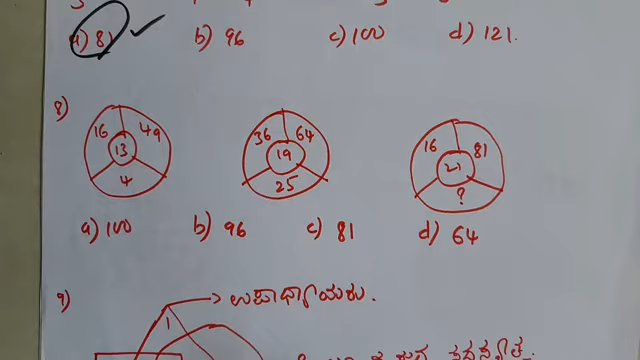 a) 81 b) 96 c) 100 d) 121.
8) 16 49 13 4 36 64 19 25 16 81 21 ?
a) 100 b) 96 c) 81 d) 64
9) 1 ಉಪಾಧ್ಯಾಯರು.